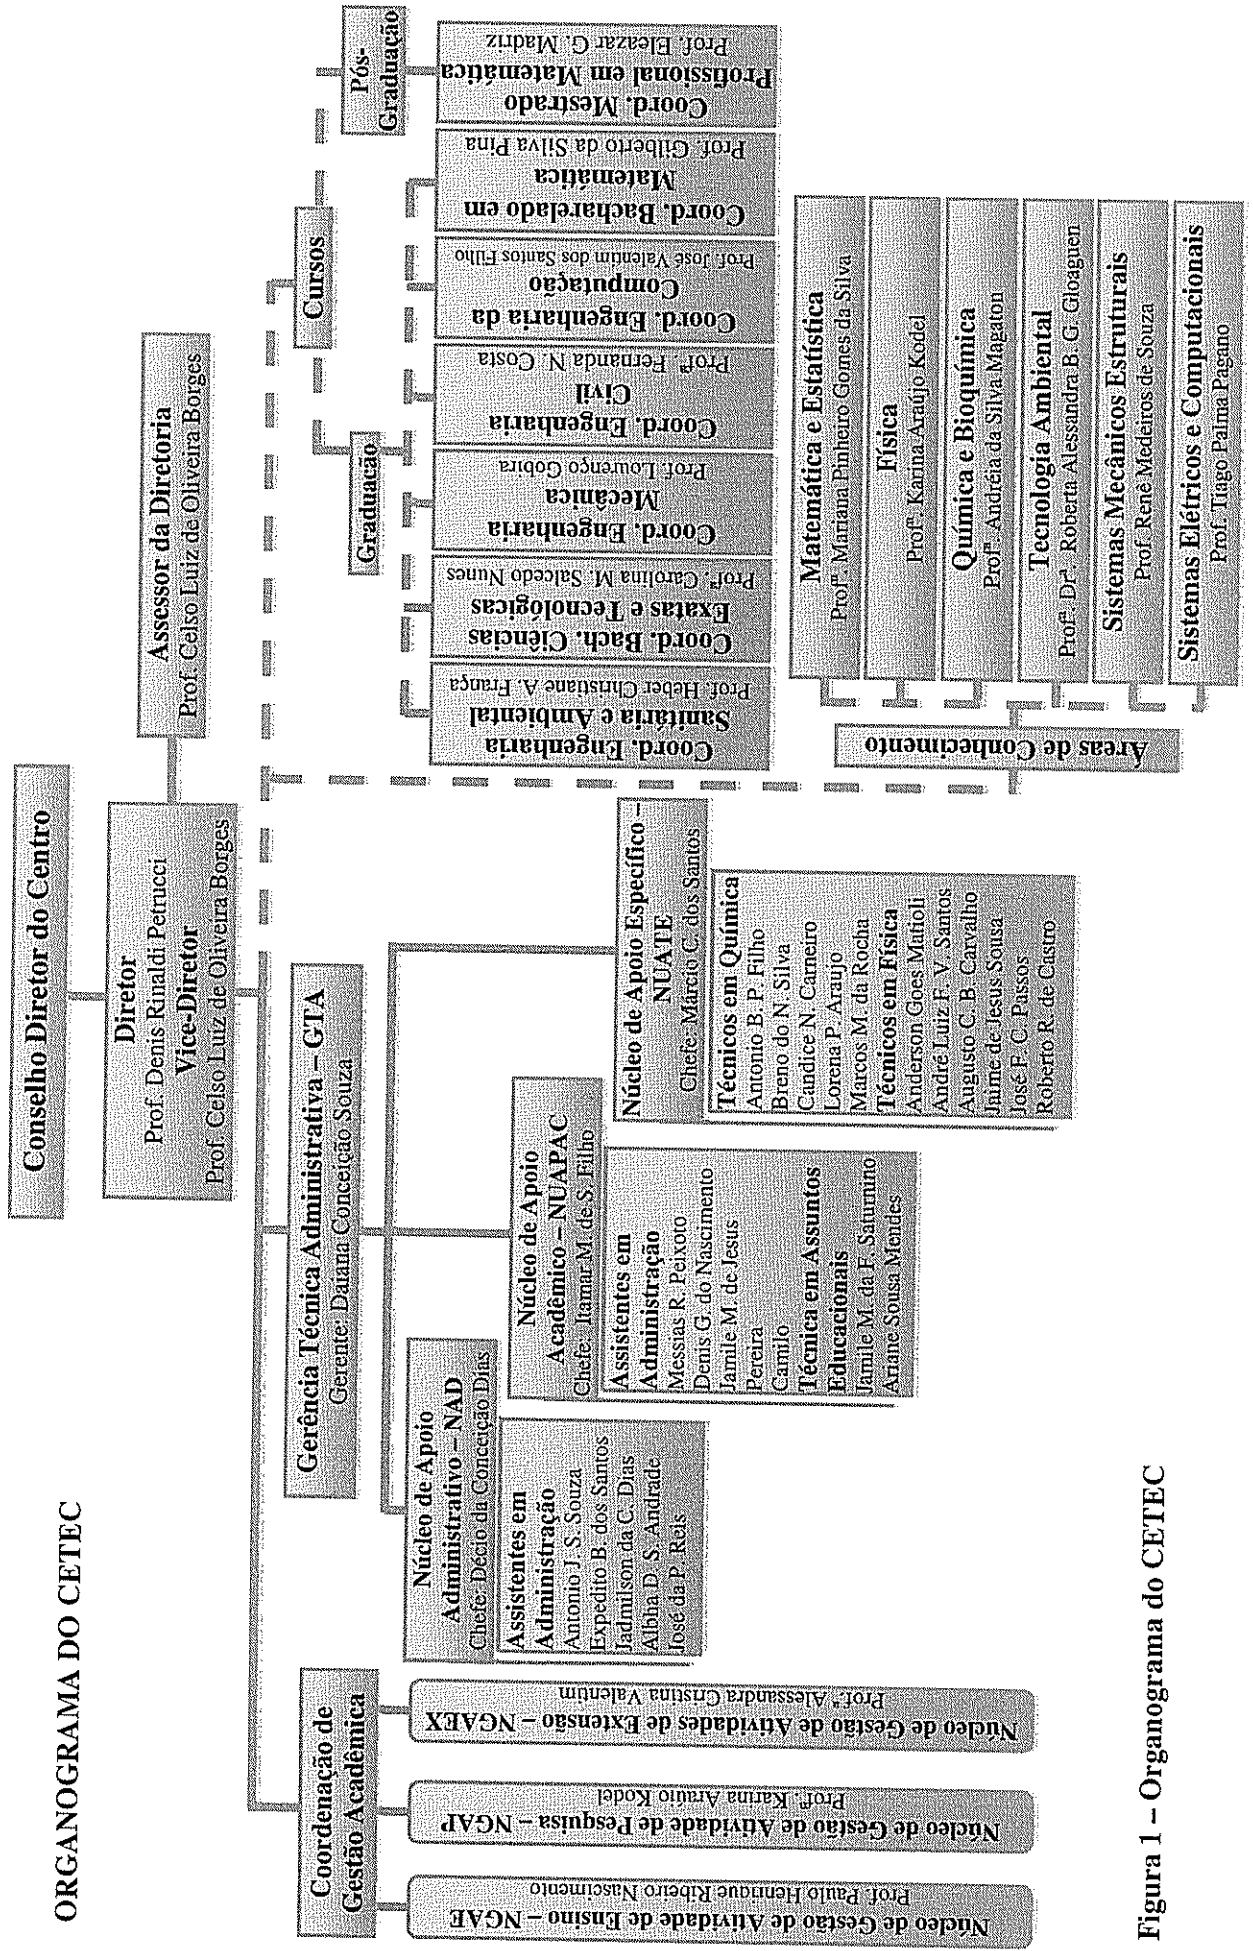 ORGANOGRAMA DO CETEC
Conselho Diretor do Centro
Diretor
Prof. Denis Rinaldi Petrucci
Vice-Diretor
Prof. Celso Luiz de Oliveira Borges
Assessor da Diretoria
Prof. Celso Luiz de Oliveira Borges
Coordenação de
Gestão Acadêmica
Núcleo de Gestão de Atividade de Ensino – NGAE
Prof. Paulo Henrique Ribeiro Nascimento
Núcleo de Gestão de Atividade de Pesquisa – NGAP
Profª. Karina Araujo Kodel
Núcleo de Gestão de Atividades de Extensão – NGAEX
Prof.ª Alessandra Cristina Valentim
Gerência Técnica Administrativa – GTA
Gerente: Daiana Conceição Souza
Núcleo de Apoio
Administrativo – NAD
Chefe: Décio da Conceição Dias
Assistentes em
Administração
Antonio J. S. Souza
Expedito B. dos Santos
Jadmilson da C. Dias
Albha D. S. Andrade
José da P. Reis
Núcleo de Apoio
Acadêmico – NUAPAC
Chefe: Itamar M. de S. Filho
Assistentes em
Administração
Messias R. Peixoto
Denis G. do Nascimento
Jamile M. de Jesus
Pereira
Camilo
Técnica em Assuntos
Educacionais
Jamile M. da F. Saturnino
Ariane Sousa Mendes
Núcleo de Apoio Específico –
NUATE
Chefe: Márcio C. dos Santos
Técnicos em Química
Antonio B. P. Filho
Breno do N. Silva
Candice N. Carneiro
Lorena P. Araujo
Marcos M. da Rocha
Técnicos em Física
Anderson Goes Matioli
André Luiz F. V. Santos
Augusto C. B. Carvalho
Jaime de Jesus Sousa
José F. C. Passos
Roberto R. de Castro
Cursos
Graduação
Pós-
Graduação
Coord. Engenharia
Sanitária e Ambiental
Prof. Heber Christiane A. França
Coord. Bach. Ciências
Exatas e Tecnológicas
Profª Carolina M. Salcedo Nunes
Coord. Engenharia
Mecânica
Prof. Lourenço Gobira
Coord. Engenharia
Civil
Profª. Fernanda N. Costa
Coord. Engenharia da
Computação
Prof. José Valentim dos Santos Filho
Coord. Bacharelado em
Matemática
Prof. Gilberto da Silva Pina
Coord. Mestrado
Profissional em Matemática
Prof. Eleazar G. Madriz
Áreas de Conhecimento
Matemática e Estatística
Profª. Mariana Pinheiro Gomes da Silva
Física
Profª. Karina Araújo Kodel
Química e Bioquímica
Profª. Andréia da Silva Magaton
Tecnologia Ambiental
Profª. Drª. Roberta Alessandra B. G. Gloaguen
Sistemas Mecânicos Estruturais
Prof. Renê Medeiros de Souza
Sistemas Elétricos e Computacionais
Prof. Tiago Palma Pagano
Figura 1 – Organograma do CETEC